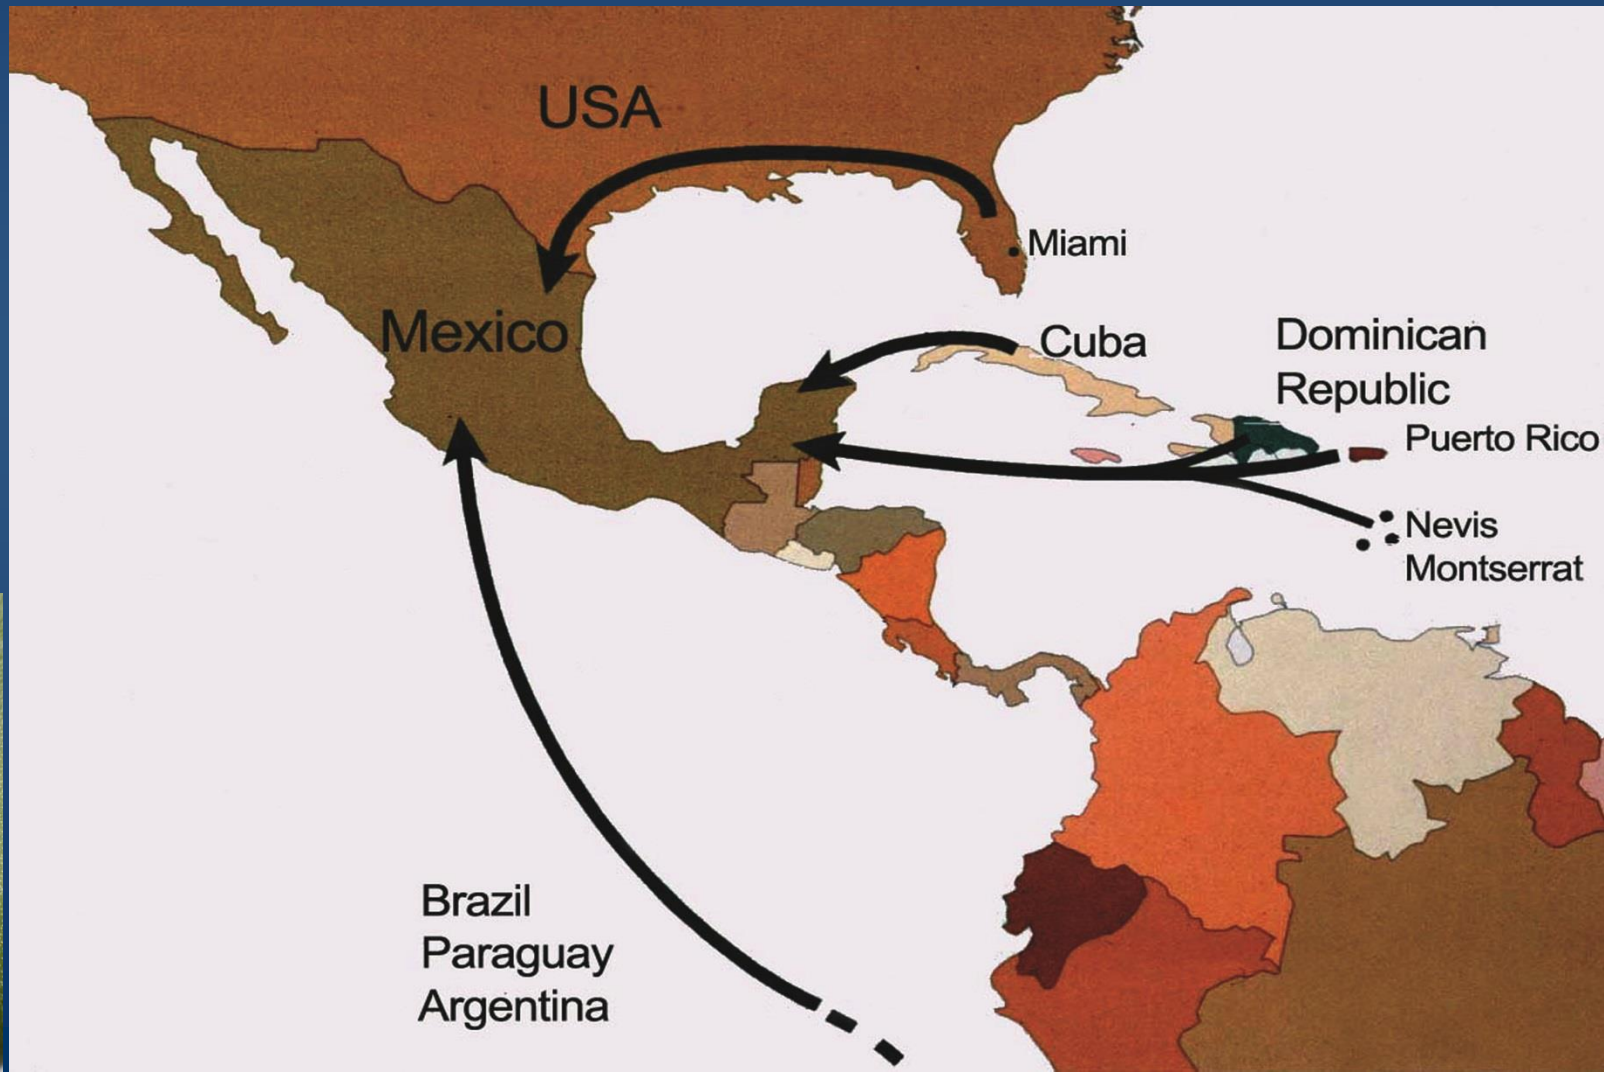 USA
Miami
Mexico
Cuba
Dominican
Republic
Puerto Rico
Nevis
Montserrat
Brazil
Paraguay
Argentina